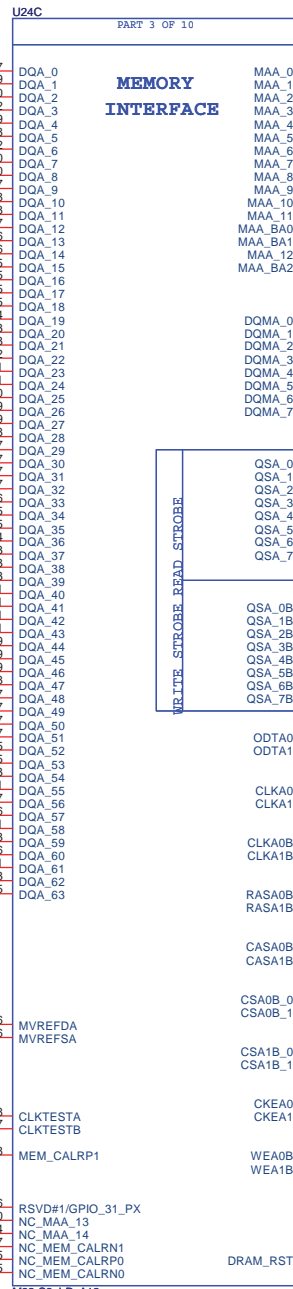 U24C
PART 3 OF 10
MEMORY
INTERFACE
DQA_0
DQA_1
DQA_2
DQA_3
DQA_4
DQA_5
DQA_6
DQA_7
DQA_8
DQA_9
DQA_10
DQA_11
DQA_12
DQA_13
DQA_14
DQA_15
DQA_16
DQA_17
DQA_18
DQA_19
DQA_20
DQA_21
DQA_22
DQA_23
DQA_24
DQA_25
DQA_26
DQA_27
DQA_28
DQA_29
DQA_30
DQA_31
DQA_32
DQA_33
DQA_34
DQA_35
DQA_36
DQA_37
DQA_38
DQA_39
DQA_40
DQA_41
DQA_42
DQA_43
DQA_44
DQA_45
DQA_46
DQA_47
DQA_48
DQA_49
DQA_50
DQA_51
DQA_52
DQA_53
DQA_54
DQA_55
DQA_56
DQA_57
DQA_58
DQA_59
DQA_60
DQA_61
DQA_62
DQA_63
MVREFDA
MVREFSA
CLKTESTA
CLKTESTB
MEM_CALRP1
RSVD#1/GPIO_31_PX
NC_MAA_13
NC_MAA_14
NC_MEM_CALRN1
NC_MEM_CALRP0
NC_MEM_CALRN0
MAA_0
MAA_1
MAA_2
MAA_3
MAA_4
MAA_5
MAA_6
MAA_7
MAA_8
MAA_9
MAA_10
MAA_11
MAA_BA0
MAA_BA1
MAA_12
MAA_BA2
DQMA_0
DQMA_1
DQMA_2
DQMA_3
DQMA_4
DQMA_5
DQMA_6
DQMA_7
WRITE STROBE READ STROBE
QSA_0
QSA_1
QSA_2
QSA_3
QSA_4
QSA_5
QSA_6
QSA_7
QSA_0B
QSA_1B
QSA_2B
QSA_3B
QSA_4B
QSA_5B
QSA_6B
QSA_7B
ODTA0
ODTA1
CLKA0
CLKA1
CLKA0B
CLKA1B
RASA0B
RASA1B
CASA0B
CASA1B
CSA0B_0
CSA0B_1
CSA1B_0
CSA1B_1
CKEA0
CKEA1
WEA0B
WEA1B
DRAM_RST